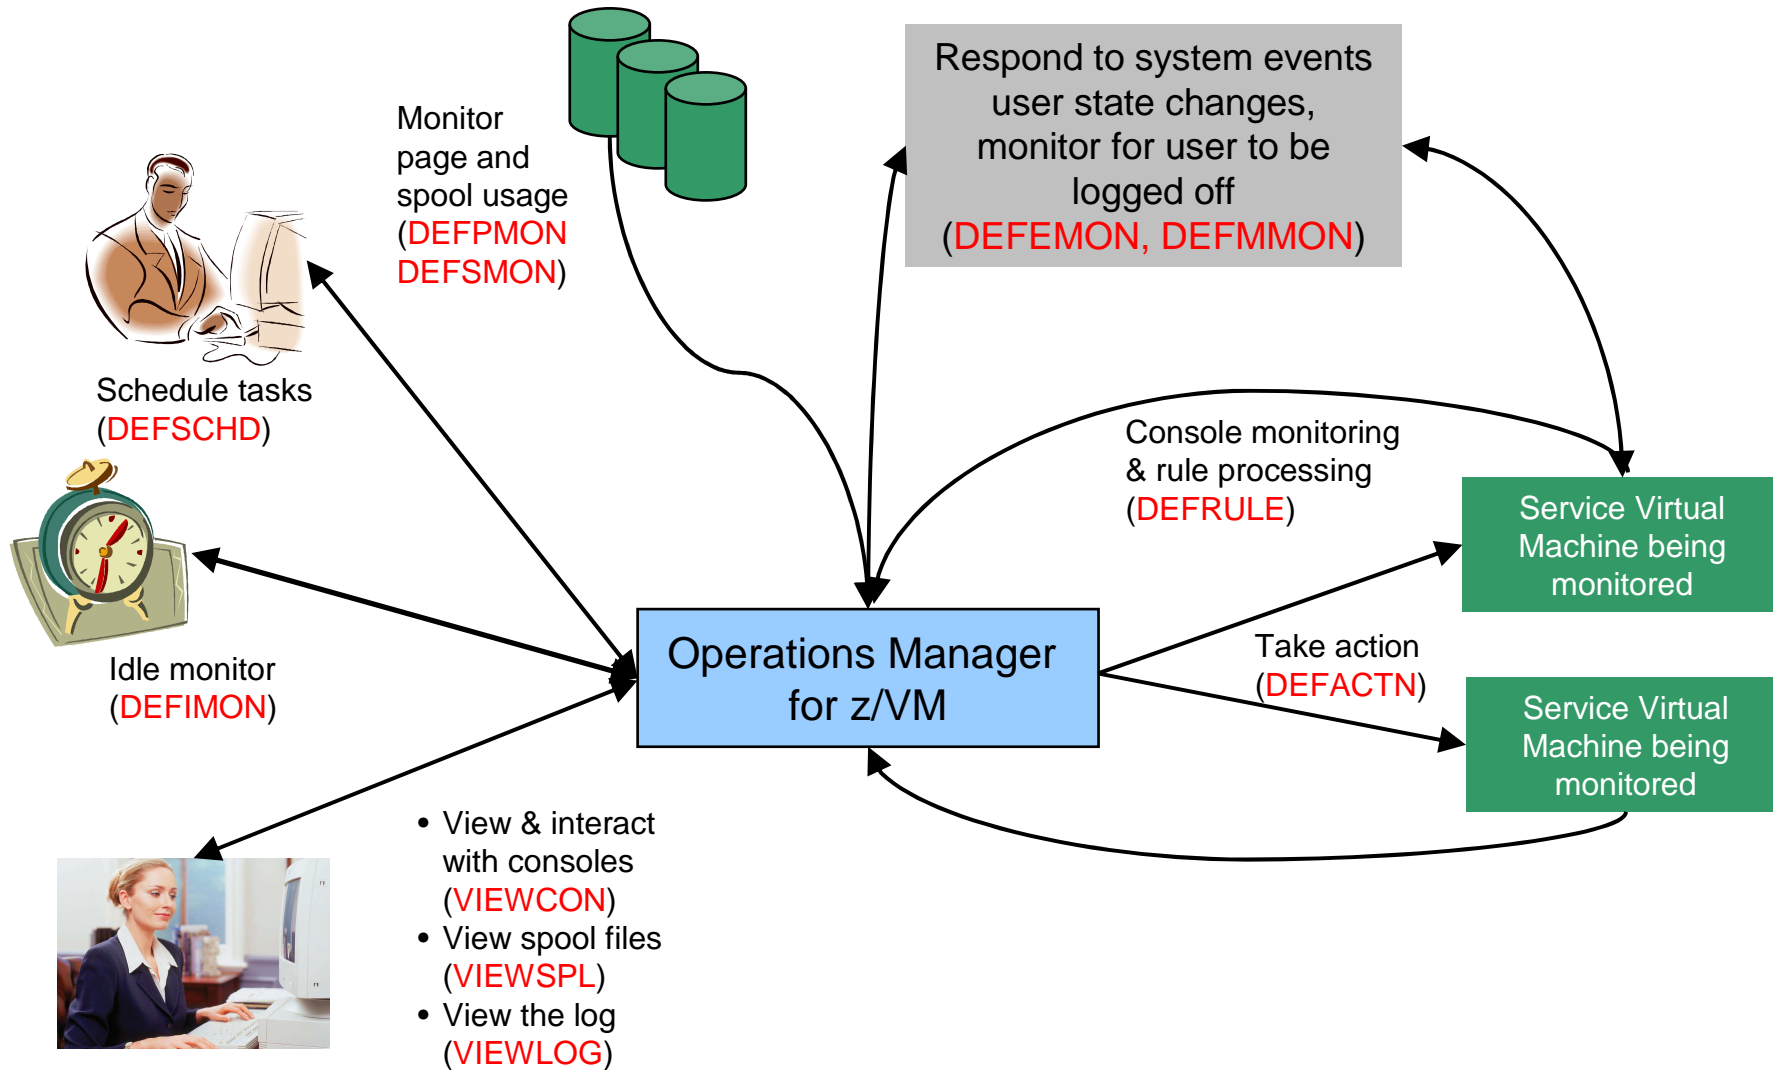 Respond to system events
user state changes,
monitor for user to be
logged off
(DEFEMON, DEFMMON)
Monitor
page and
spool usage
(DEFPMON
DEFSMON)
Schedule tasks
(DEFSCHD)
Console monitoring
& rule processing
(DEFRULE)
Service Virtual
Machine being
monitored
Idle monitor
(DEFIMON)
Operations Manager
for z/VM
Take action
(DEFACTN)
Service Virtual
Machine being
monitored
• View & interact
with consoles
(VIEWCON)
• View spool files
(VIEWSPL)
• View the log
(VIEWLOG)